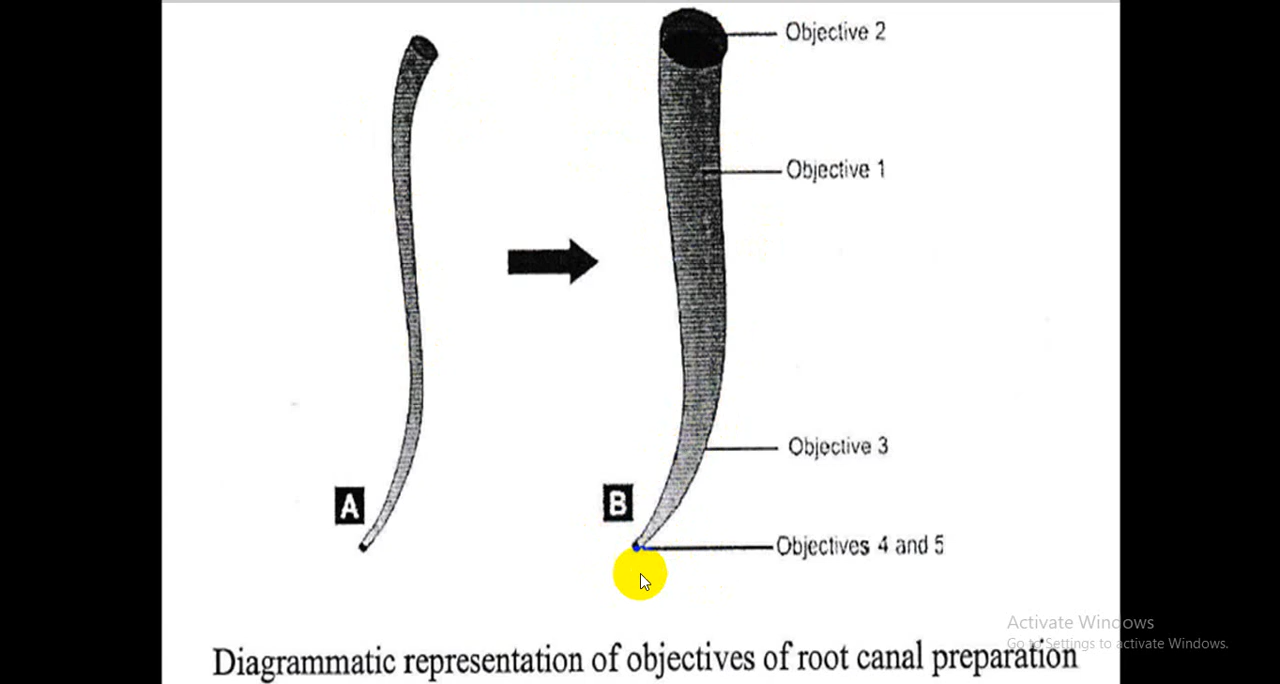 Objective 2
Objective 1
Objective 3
A
B
Objectives 4 and 5
Activate Windows
Go to Settings to activate Windows.
Diagrammatic representation of objectives of root canal preparation